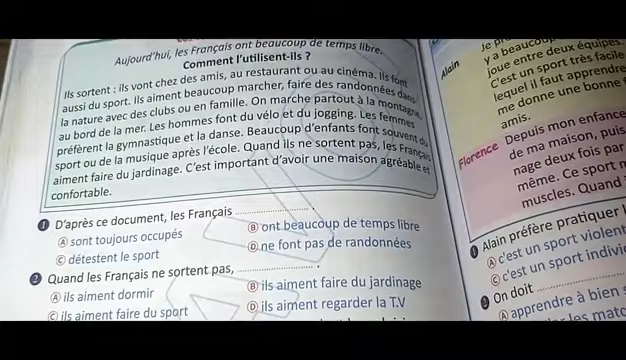 Aujourd'hui, les Français ont beaucoup de temps libre.
Comment l'utilisent-ils ?
Ils sortent : ils vont chez des amis, au restaurant ou au cinéma. Ils font
aussi du sport. Ils aiment beaucoup marcher, faire des randonnées dans
la nature avec des clubs ou en famille. On marche partout à la montagne,
au bord de la mer. Les hommes font du vélo et du jogging. Les femmes
préfèrent la gymnastique et la danse. Beaucoup d'enfants font souvent du
sport ou de la musique après l'école. Quand ils ne sortent pas, les Français
aiment faire du jardinage. C'est important d'avoir une maison agréable et
confortable.
1 D'après ce document, les Français .................... .
A sont toujours occupés
B ont beaucoup de temps libre
C détestent le sport
D ne font pas de randonnées
2 Quand les Français ne sortent pas, .................... .
A ils aiment dormir
B ils aiment faire du jardinage
C ils aiment faire du sport
D ils aiment regarder la T.V
Alain
y a beaucoup
joue entre deux équipes.
C'est un sport très facile
lequel il faut apprendre
me donne une bonne
amis.
Florence
Depuis mon enfance
de ma maison, puis
nage deux fois par
même. Ce sport
muscles. Quand
1 Alain préfère pratiquer
A c'est un sport violent
C c'est un sport
2 On doit ....................
A apprendre à bien